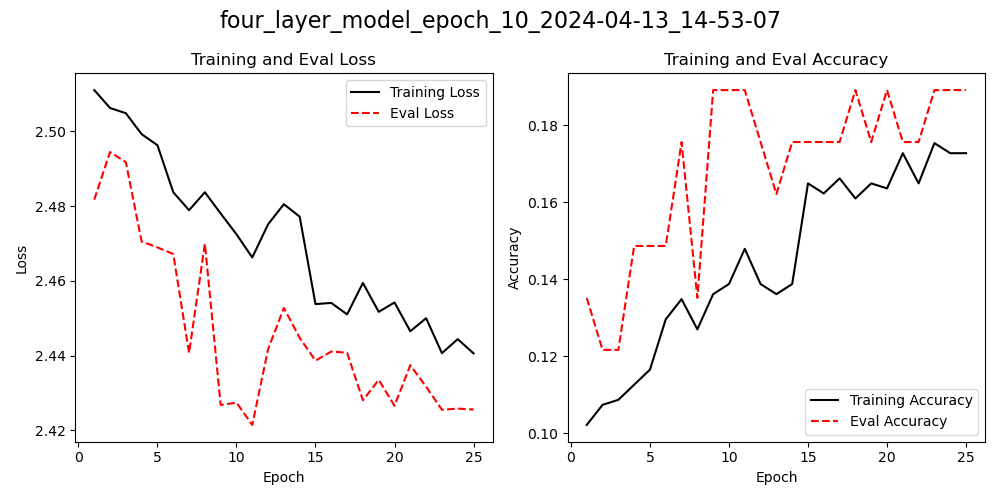 four_layer_model_epoch_10_2024-04-13_14-53-07
Training and Eval Loss
Training Loss
Eval Loss
2.50
2.48
2.46
2.44
2.42
Loss
0
5
10
15
20
25
Epoch
Training and Eval Accuracy
0.18
0.16
0.14
0.12
0.10
Accuracy
Training Accuracy
Eval Accuracy
0
5
10
15
20
25
Epoch